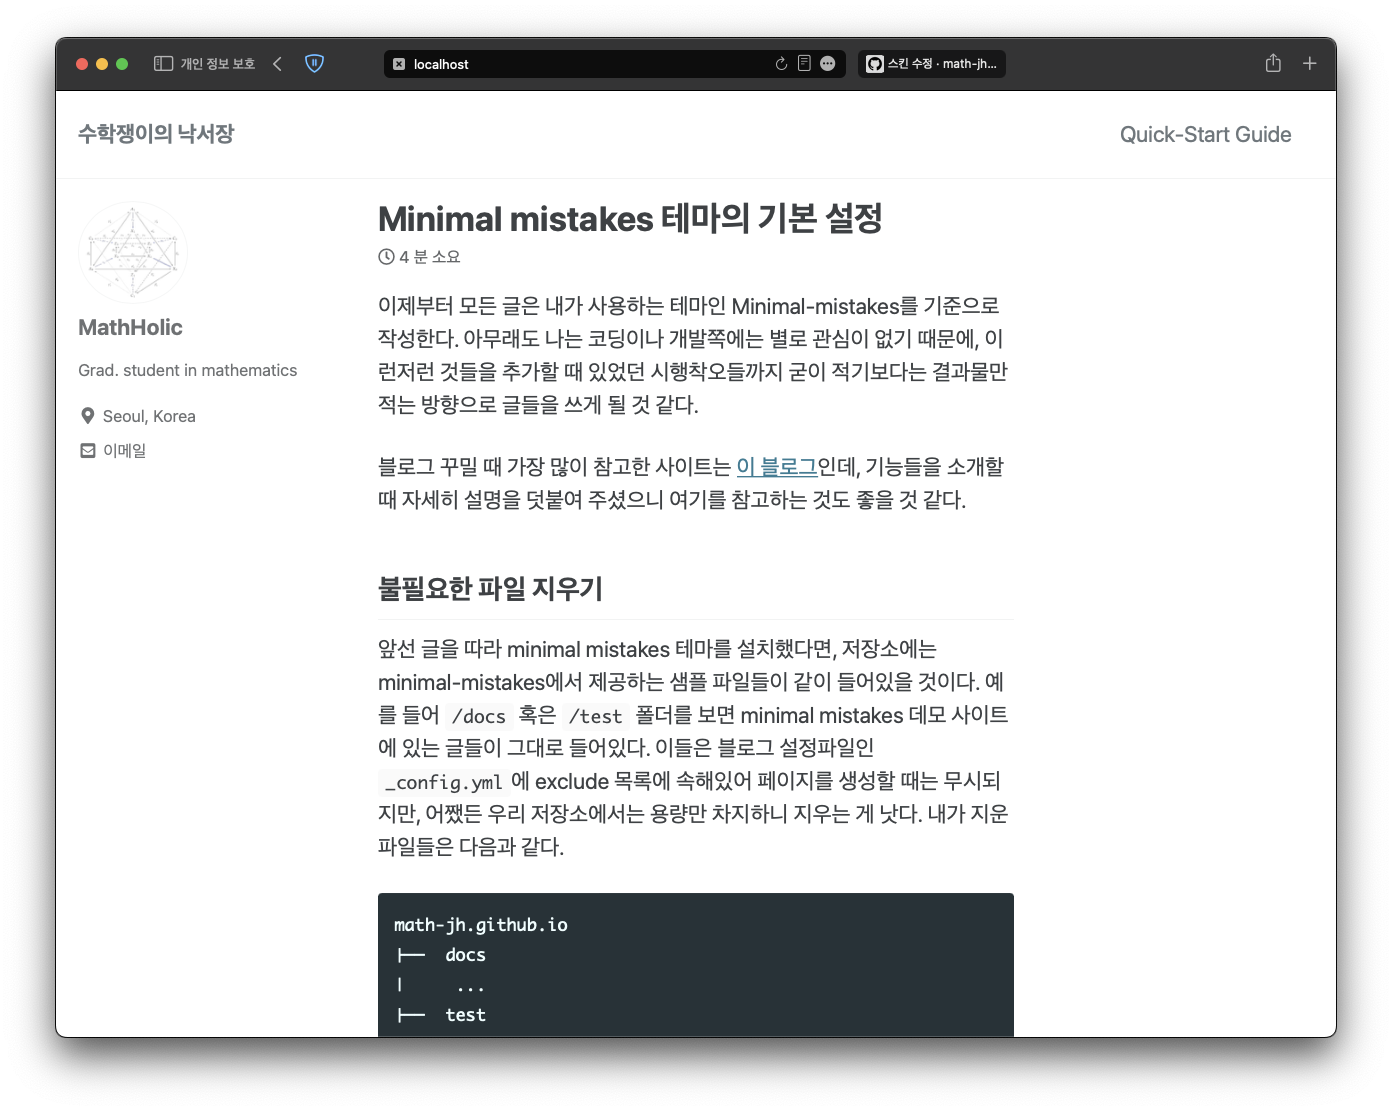 개인 정보 보호
localhost
스킨 수정 · math-jh...
수학쟁이의 낙서장
Quick-Start Guide
MathHolic
Grad. student in mathematics
Seoul, Korea
이메일
Minimal mistakes 테마의 기본 설정
4 분 소요
이제부터 모든 글은 내가 사용하는 테마인 Minimal-mistakes를 기준으로
작성한다. 아무래도 나는 코딩이나 개발쪽에는 별로 관심이 없기 때문에, 이
런저런 것들을 추가할 때 있었던 시행착오들까지 굳이 적기보다는 결과물만
적는 방향으로 글들을 쓰게 될 것 같다.
블로그 꾸밀 때 가장 많이 참고한 사이트는 이 블로그인데, 기능들을 소개할
때 자세히 설명을 덧붙여 주셨으니 여기를 참고하는 것도 좋을 것 같다.
불필요한 파일 지우기
앞선 글을 따라 minimal mistakes 테마를 설치했다면, 저장소에는
minimal-mistakes에서 제공하는 샘플 파일들이 같이 들어있을 것이다. 예
를 들어 /docs 혹은 /test 폴더를 보면 minimal mistakes 데모 사이트
에 있는 글들이 그대로 들어있다. 이들은 블로그 설정파일인
_config.yml 에 exclude 목록에 속해있어 페이지를 생성할 때는 무시되
지만, 어쨌든 우리 저장소에서는 용량만 차지하니 지우는 게 낫다. 내가 지운
파일들은 다음과 같다.
math-jh.github.io
├── docs
|    ...
├── test